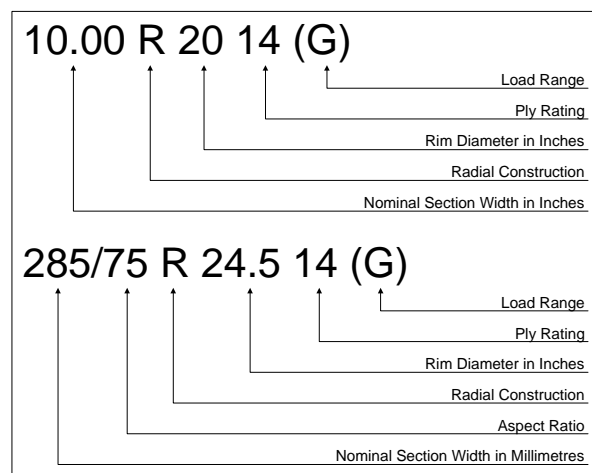 10.00 R 20 14 (G)
Load Range
Ply Rating
Rim Diameter in Inches
Radial Construction
Nominal Section Width in Inches
285/75 R 24.5 14 (G)
Load Range
Ply Rating
Rim Diameter in Inches
Radial Construction
Aspect Ratio
Nominal Section Width in Millimetres